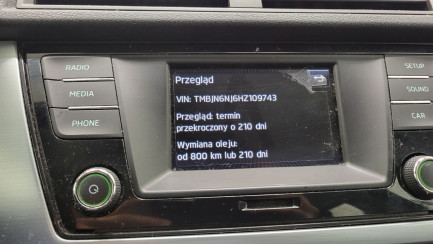 Przegląd
RADIO
MEDIA
PHONE
SETUP
SOUND
CAR
VIN: TMBJN6NJ6HZ109743
Przegląd: termin
przekroczony o 210 dni
Wymiana oleju:
od 800 km lub 210 dni